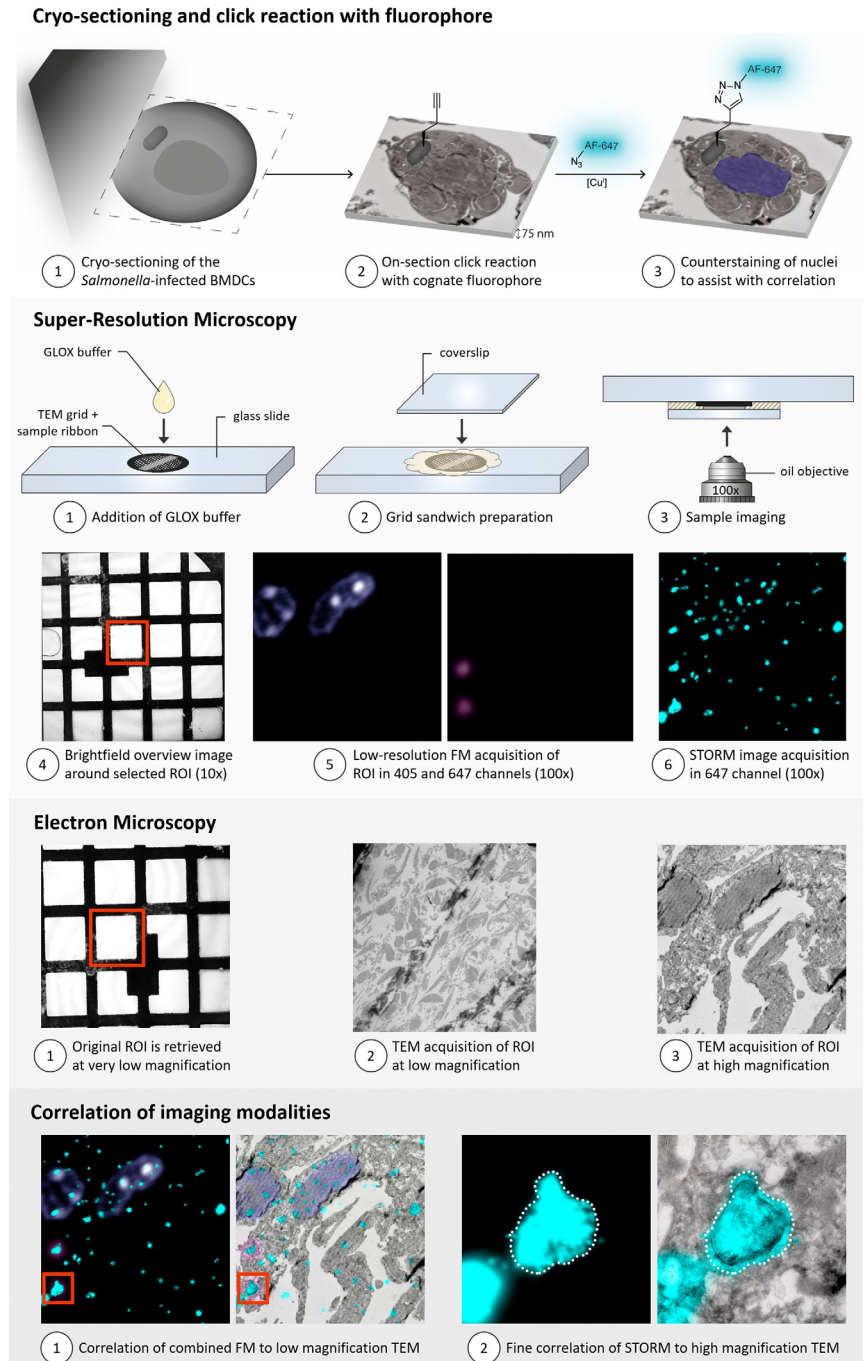 Cryo-sectioning and click reaction with fluorophore
AF-647
N
N
N
AF-647
N3
[Cuᴵ]
75 nm
1 Cryo-sectioning of the
Salmonella-infected BMDCs
2 On-section click reaction
with cognate fluorophore
3 Counterstaining of nuclei
to assist with correlation
Super-Resolution Microscopy
GLOX buffer
TEM grid +
sample ribbon
glass slide
coverslip
oil objective
100x
1 Addition of GLOX buffer
2 Grid sandwich preparation
3 Sample imaging
4 Brightfield overview image
around selected ROI (10x)
5 Low-resolution FM acquisition of
ROI in 405 and 647 channels (100x)
6 STORM image acquisition
in 647 channel (100x)
Electron Microscopy
1 Original ROI is retrieved
at very low magnification
2 TEM acquisition of ROI
at low magnification
3 TEM acquisition of ROI
at high magnification
Correlation of imaging modalities
1 Correlation of combined FM to low magnification TEM
2 Fine correlation of STORM to high magnification TEM